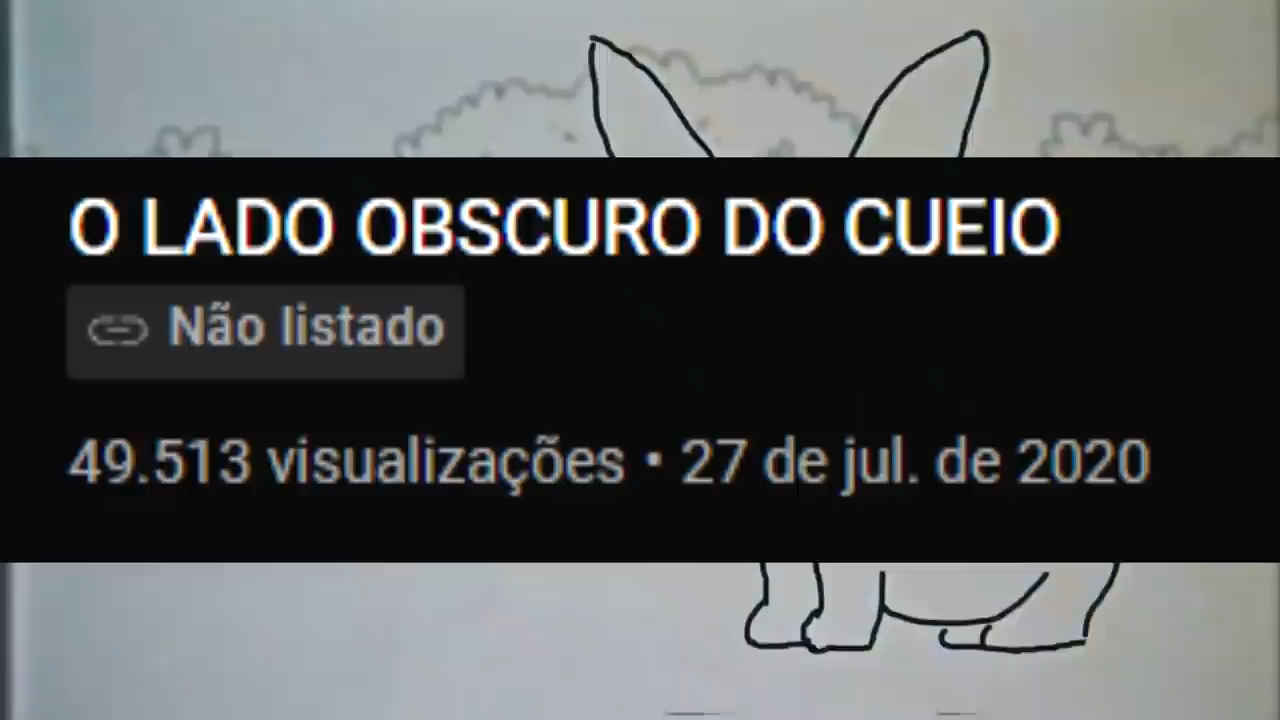 O LADO OBSCURO DO CUEIO
Não listado
49.513 visualizações • 27 de jul. de 2020